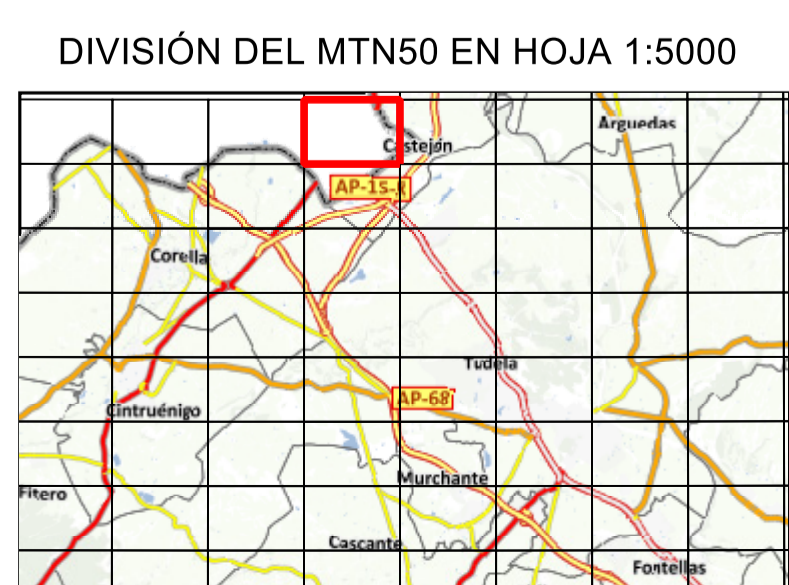 DIVISIÓN DEL MTN50 EN HOJA 1:5000
Arguedas
Castejón
AP-15-R
Corella
Tudela
AP-68
Cintruénigo
Murchante
Fitero
Cascante
Fontellas